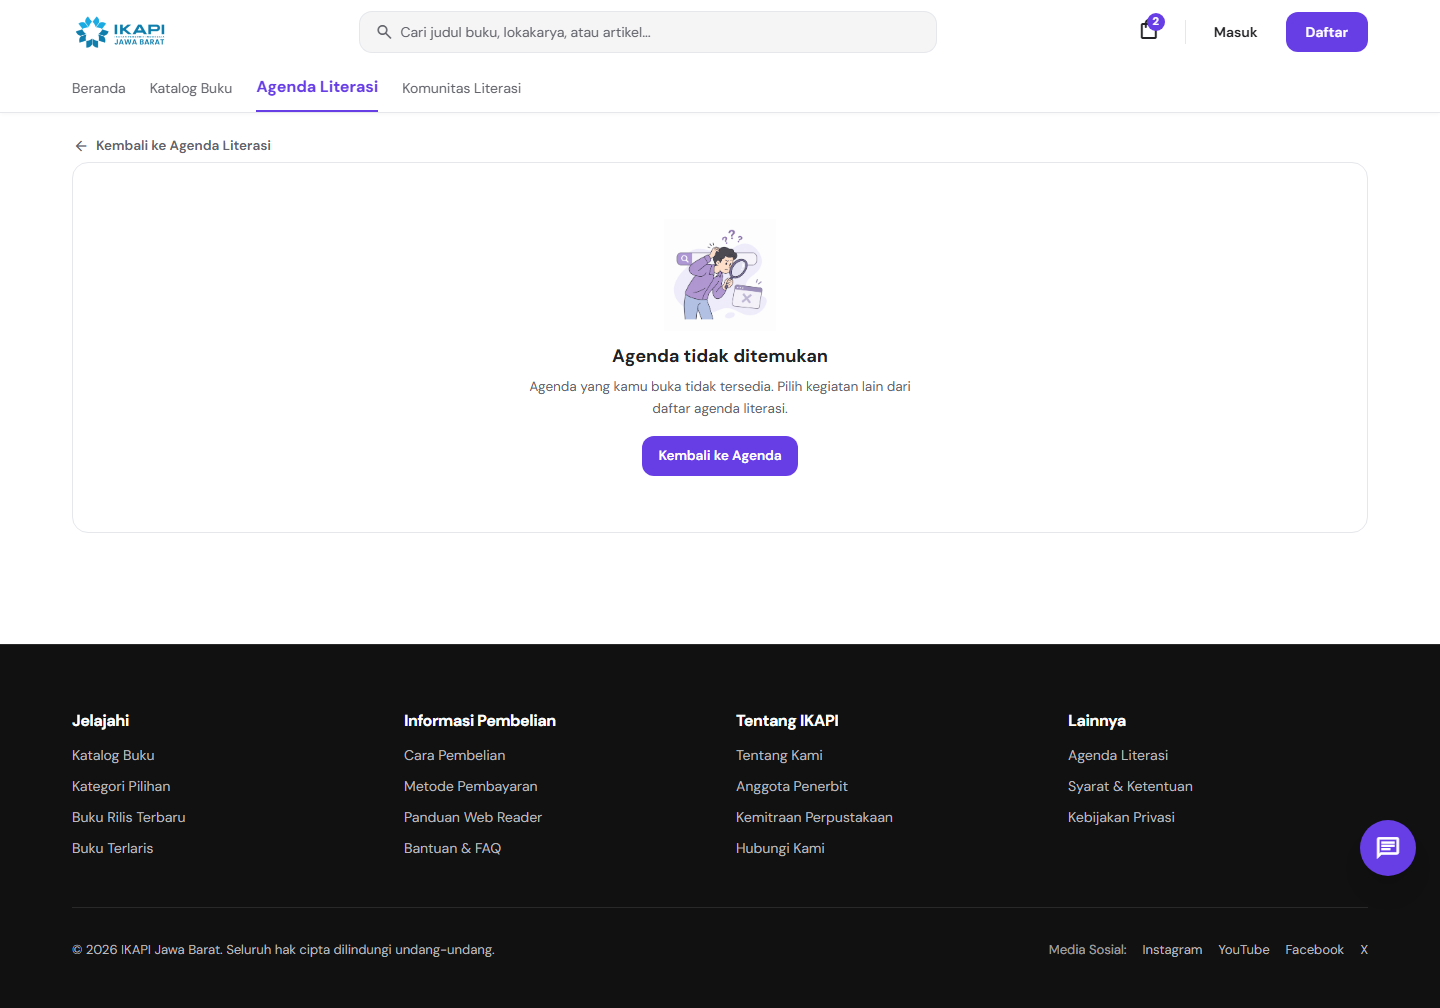 IKAPI
JAWA BARAT
Cari judul buku, lokakarya, atau artikel...
2
Masuk
Daftar
Beranda
Katalog Buku
Agenda Literasi
Komunitas Literasi
Kembali ke Agenda Literasi
Agenda tidak ditemukan
Agenda yang kamu buka tidak tersedia. Pilih kegiatan lain dari
daftar agenda literasi.
Kembali ke Agenda
Jelajahi
Katalog Buku
Kategori Pilihan
Buku Rilis Terbaru
Buku Terlaris
Informasi Pembelian
Cara Pembelian
Metode Pembayaran
Panduan Web Reader
Bantuan & FAQ
Tentang IKAPI
Tentang Kami
Anggota Penerbit
Kemitraan Perpustakaan
Hubungi Kami
Lainnya
Agenda Literasi
Syarat & Ketentuan
Kebijakan Privasi
© 2026 IKAPI Jawa Barat. Seluruh hak cipta dilindungi undang-undang.
Media Sosial:
Instagram
YouTube
Facebook
X